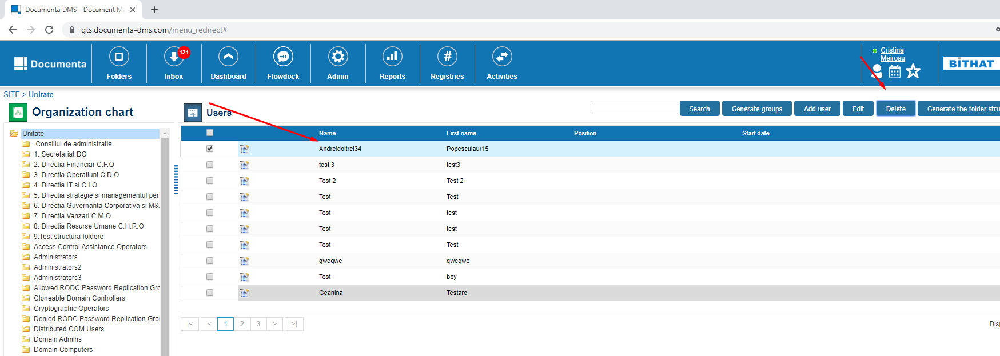 Documenta DMS - Document Ma
gts.documenta-dms.com/menu_redirect#
Documenta
Folders
121
Inbox
Dashboard
Flowdock
Admin
Reports
#
Registries
Activities
Cristina
Meirosu
BITHAT
SITE > Unitate
Organization chart
Users
Search
Generate groups
Add user
Edit
Delete
Generate the folder stru
Unitate
.Consiliul de administratie
1. Secretariat DG
2. Directia Financiar C.F.O
3. Directia Operatiuni C.D.O
4. Directia IT si C.I.O
5. Directia strategie si managementul perf
6. Directia Guvernanta Corporativa si M&A
7. Directia Vanzari C.M.O
8. Directia Resurse Umane C.H.R.O
9.Test structura foldere
Access Control Assistance Operators
Administrators
Administrators2
Administrators3
Allowed RODC Password Replication Gro
Cloneable Domain Controllers
Cryptographic Operators
Denied RODC Password Replication Grou
Distributed COM Users
Domain Admins
Domain Computers
Name First name Position Start date
Andreidoitrei34 Popesculaur15
test 3 test3
Test 2 Test 2
Test Test
Test test
Test test
Test Test
qweqwe qweqwe
Test boy
Geanina Testare
|< < 1 2 3 > >|
Disp